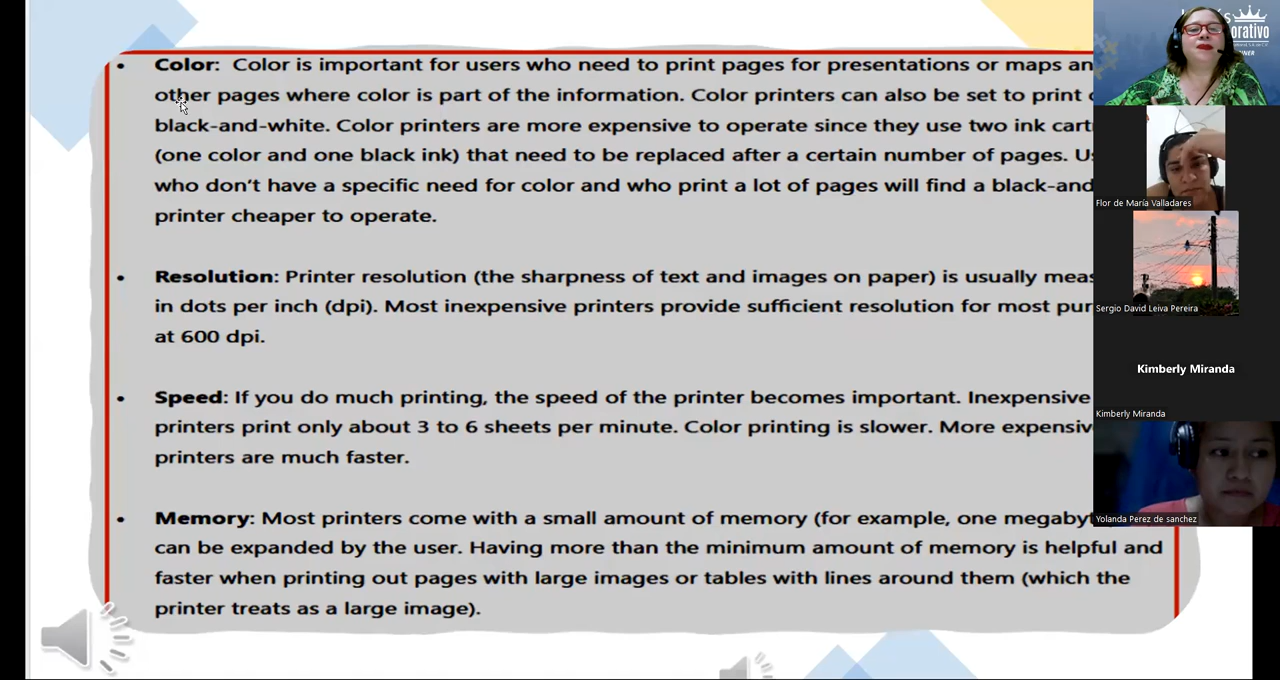 Color: Color is important for users who need to print pages for presentations or maps an
other pages where color is part of the information. Color printers can also be set to print
black-and-white. Color printers are more expensive to operate since they use two ink cart
(one color and one black ink) that need to be replaced after a certain number of pages. U
who don't have a specific need for color and who print a lot of pages will find a black-and
printer cheaper to operate.
Resolution: Printer resolution (the sharpness of text and images on paper) is usually meas
in dots per inch (dpi). Most inexpensive printers provide sufficient resolution for most pur
at 600 dpi.
Speed: If you do much printing, the speed of the printer becomes important. Inexpensive
printers print only about 3 to 6 sheets per minute. Color printing is slower. More expensiv
printers are much faster.
Memory: Most printers come with a small amount of memory (for example, one megabyt
can be expanded by the user. Having more than the minimum amount of memory is helpful and
faster when printing out pages with large images or tables with lines around them (which the
printer treats as a large image).
orativo
Flor de María Valladares
Sergio David Leiva Pereira
Kimberly Miranda
Kimberly Miranda
Yolanda Perez de sanchez